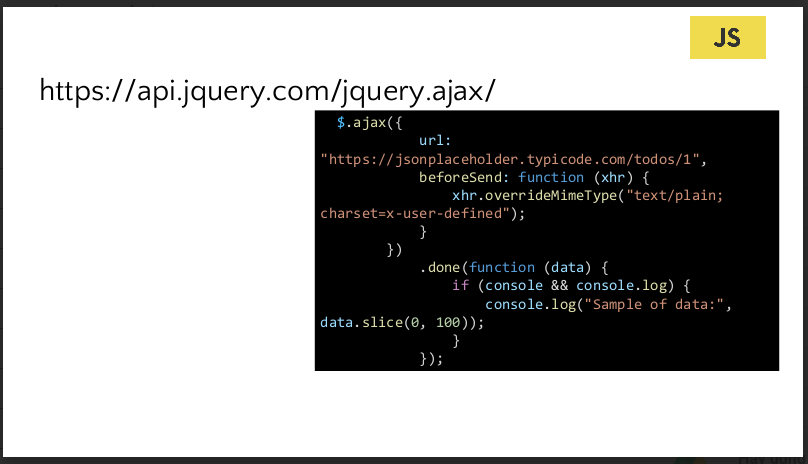 JS
https://api.jquery.com/jquery.ajax/
$.ajax({
url:
"https://jsonplaceholder.typicode.com/todos/1",
beforeSend: function (xhr) {
xhr.overrideMimeType("text/plain;
charset=x-user-defined");
}
})
.done(function (data) {
if (console && console.log) {
console.log("Sample of data:",
data.slice(0, 100));
}
});